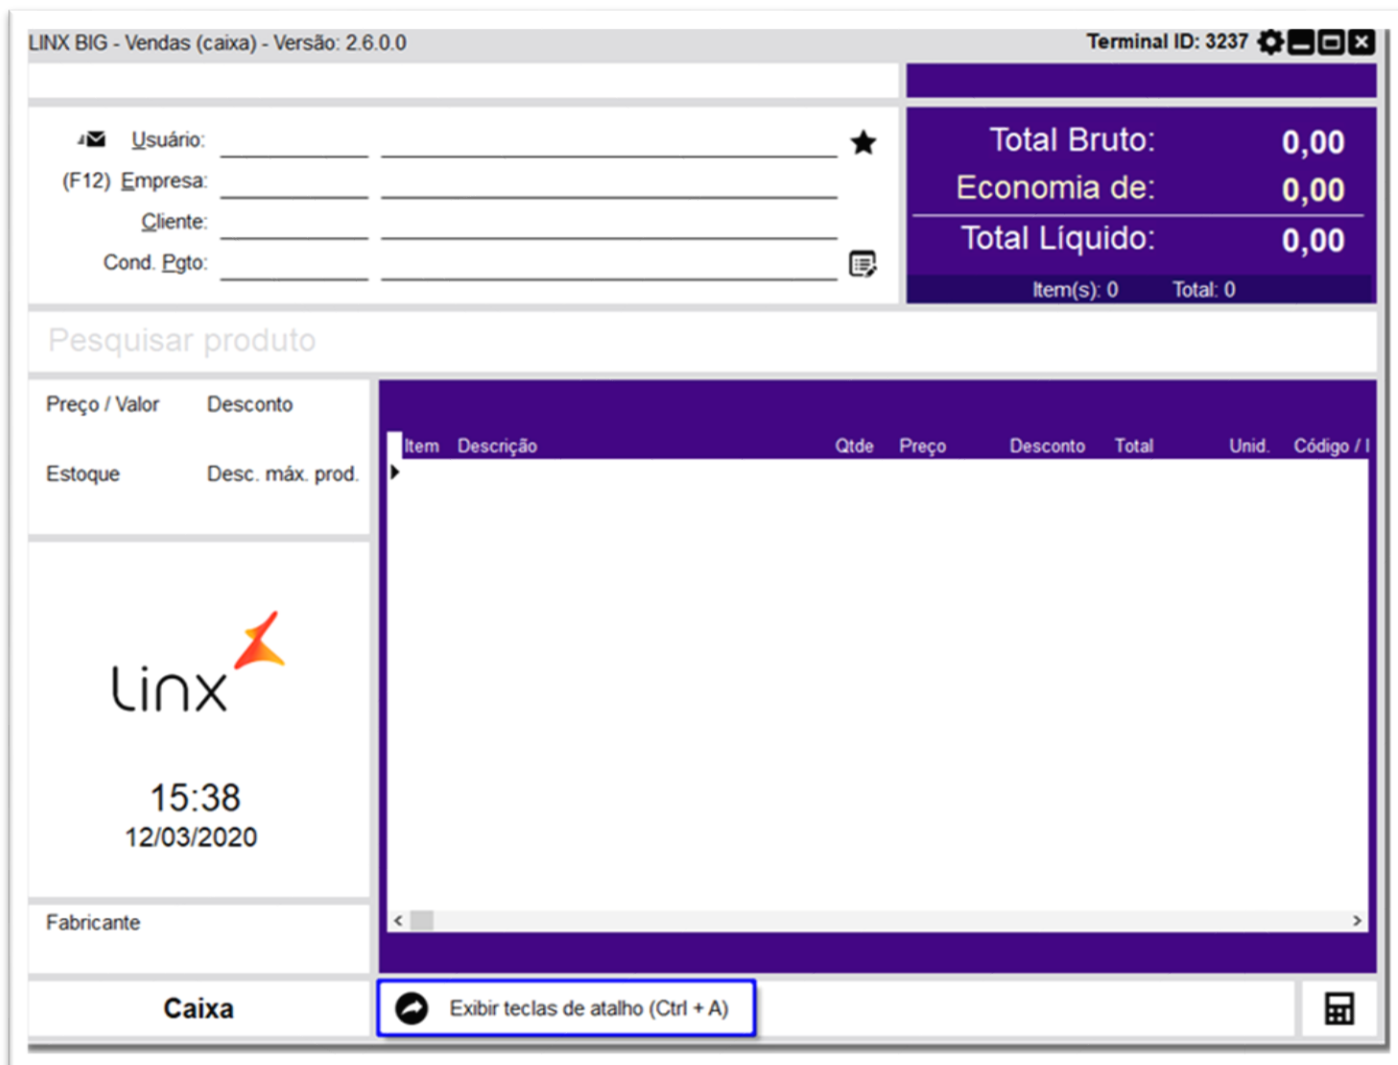 LINX BIG - Vendas (caixa) - Versão: 2.6.0.0
Terminal ID: 3237
Usuário:
(F12) Empresa:
Cliente:
Cond. Pgto:
Total Bruto: 0,00
Economia de: 0,00
Total Líquido: 0,00
Item(s): 0 Total: 0
Pesquisar produto
Preço / Valor Desconto
Estoque Desc. máx. prod.
Item Descrição Qtde Preço Desconto Total Unid. Código /
Linx
15:38
12/03/2020
Fabricante
Caixa
Exibir teclas de atalho (Ctrl + A)